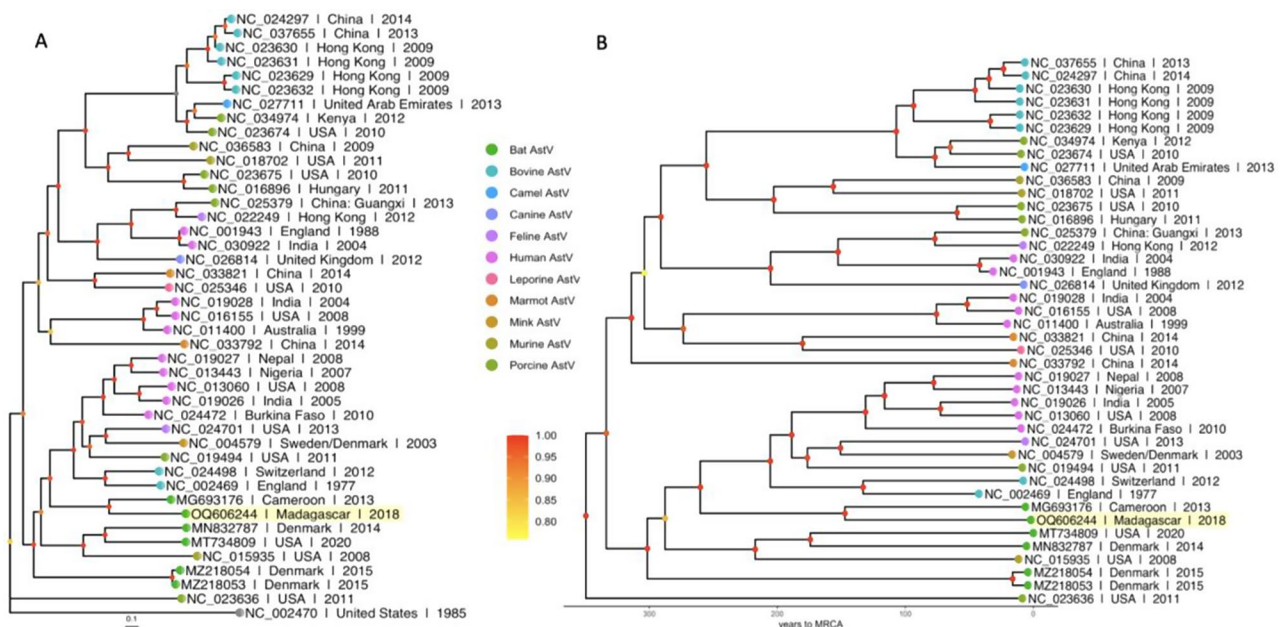 A
NC_024297 | China | 2014
NC_037655 | China | 2013
NC_023630 | Hong Kong | 2009
NC_023631 | Hong Kong | 2009
NC_023629 | Hong Kong | 2009
NC_023632 | Hong Kong | 2009
NC_027711 | United Arab Emirates | 2013
NC_034974 | Kenya | 2012
NC_023674 | USA | 2010
NC_036583 | China | 2009
NC_018702 | USA | 2011
NC_023675 | USA | 2010
NC_016896 | Hungary | 2011
NC_025379 | China: Guangxi | 2013
NC_022249 | Hong Kong | 2012
NC_001943 | England | 1988
NC_030922 | India | 2004
NC_026814 | United Kingdom | 2012
NC_033821 | China | 2014
NC_025346 | USA | 2010
NC_019028 | India | 2004
NC_016155 | USA | 2008
NC_011400 | Australia | 1999
NC_033792 | China | 2014
NC_019027 | Nepal | 2008
NC_013443 | Nigeria | 2007
NC_013060 | USA | 2008
NC_019026 | India | 2005
NC_024472 | Burkina Faso | 2010
NC_024701 | USA | 2013
NC_004579 | Sweden/Denmark | 2003
NC_019494 | USA | 2011
NC_024498 | Switzerland | 2012
NC_002469 | England | 1977
MG693176 | Cameroon | 2013
OQ606244 | Madagascar | 2018
MN832787 | Denmark | 2014
MT734809 | USA | 2020
NC_015935 | USA | 2008
MZ218054 | Denmark | 2015
MZ218053 | Denmark | 2015
NC_023636 | USA | 2011
NC_002470 | United States | 1985
0.1
Bat AstV
Bovine AstV
Camel AstV
Canine AstV
Feline AstV
Human AstV
Leporine AstV
Marmot AstV
Mink AstV
Murine AstV
Porcine AstV
1.00
0.95
0.90
0.85
0.80
B
NC_037655 | China | 2013
NC_024297 | China | 2014
NC_023630 | Hong Kong | 2009
NC_023631 | Hong Kong | 2009
NC_023632 | Hong Kong | 2009
NC_023629 | Hong Kong | 2009
NC_034974 | Kenya | 2012
NC_023674 | USA | 2010
NC_027711 | United Arab Emirates | 2013
NC_036583 | China | 2009
NC_018702 | USA | 2011
NC_023675 | USA | 2010
NC_016896 | Hungary | 2011
NC_025379 | China: Guangxi | 2013
NC_022249 | Hong Kong | 2012
NC_030922 | India | 2004
NC_001943 | England | 1988
NC_026814 | United Kingdom | 2012
NC_019028 | India | 2004
NC_016155 | USA | 2008
NC_011400 | Australia | 1999
NC_033821 | China | 2014
NC_025346 | USA | 2010
NC_033792 | China | 2014
NC_019027 | Nepal | 2008
NC_013443 | Nigeria | 2007
NC_019026 | India | 2005
NC_013060 | USA | 2008
NC_024472 | Burkina Faso | 2010
NC_024701 | USA | 2013
NC_004579 | Sweden/Denmark | 2003
NC_019494 | USA | 2011
NC_024498 | Switzerland | 2012
NC_002469 | England | 1977
MG693176 | Cameroon | 2013
OQ606244 | Madagascar | 2018
MT734809 | USA | 2020
MN832787 | Denmark | 2014
NC_015935 | USA | 2008
MZ218054 | Denmark | 2015
MZ218053 | Denmark | 2015
NC_023636 | USA | 2011
300 200 100 0
years to MRCA